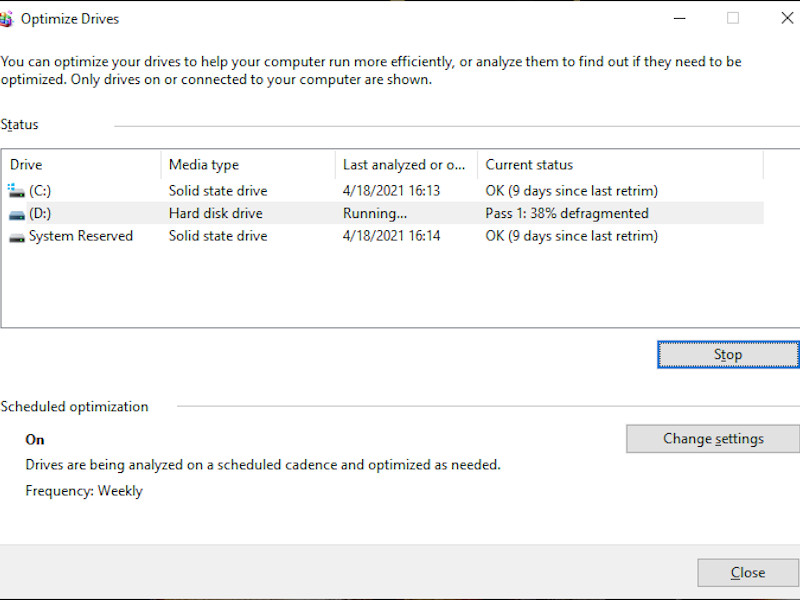 Optimize Drives
You can optimize your drives to help your computer run more efficiently, or analyze them to find out if they need to be
optimized. Only drives on or connected to your computer are shown.
Status
Drive Media type Last analyzed or o... Current status
(C:) Solid state drive 4/18/2021 16:13 OK (9 days since last retrim)
(D:) Hard disk drive Running... Pass 1: 38% defragmented
System Reserved Solid state drive 4/18/2021 16:14 OK (9 days since last retrim)
Stop
Scheduled optimization
On
Change settings
Drives are being analyzed on a scheduled cadence and optimized as needed.
Frequency: Weekly
Close